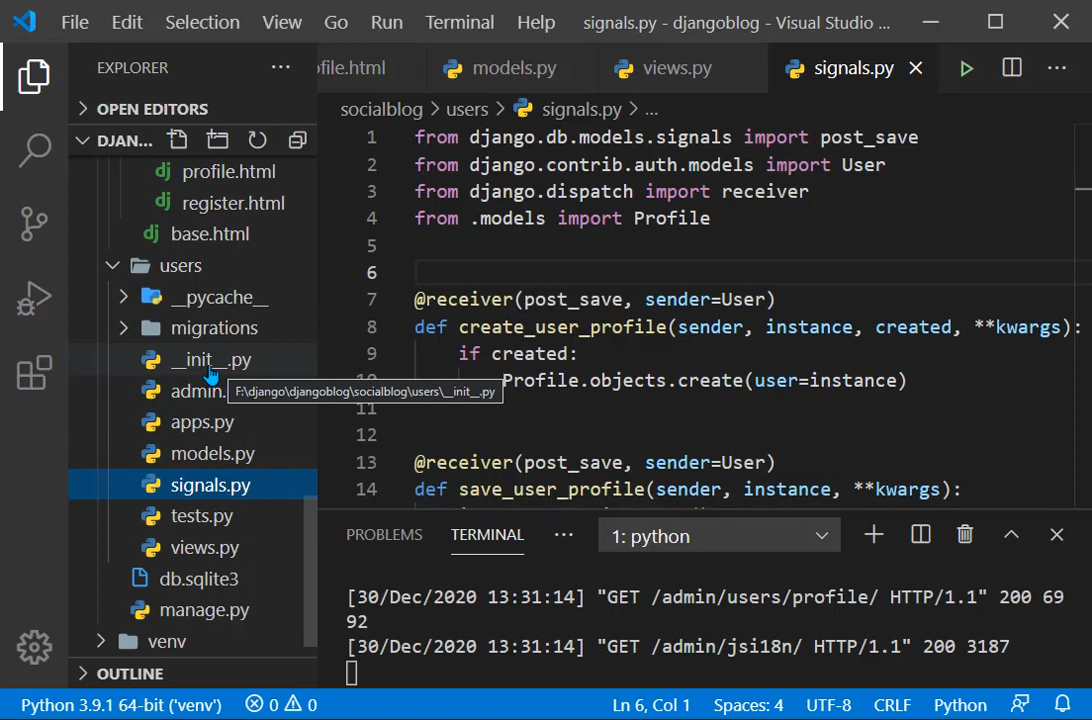 File Edit Selection View Go Run Terminal Help signals.py - djangoblog - Visual Studio ...
EXPLORER ...
ofile.html models.py views.py signals.py
OPEN EDITORS
DJAN...
profile.html
register.html
base.html
users
__pycache__
migrations
__init__.py
admin.
F:\django\djangoblog\socialblog\users\__init__.py
apps.py
models.py
signals.py
tests.py
views.py
db.sqlite3
manage.py
venv
OUTLINE
socialblog > users > signals.py > ...
1 from django.db.models.signals import post_save
2 from django.contrib.auth.models import User
3 from django.dispatch import receiver
4 from .models import Profile
5
6
7 @receiver(post_save, sender=User)
8 def create_user_profile(sender, instance, created, **kwargs):
9 if created:
10 Profile.objects.create(user=instance)
11
12
13 @receiver(post_save, sender=User)
14 def save_user_profile(sender, instance, **kwargs):
PROBLEMS TERMINAL ... 1: python
[30/Dec/2020 13:31:14] "GET /admin/users/profile/ HTTP/1.1" 200 69
92
[30/Dec/2020 13:31:14] "GET /admin/jsi18n/ HTTP/1.1" 200 3187
Python 3.9.1 64-bit ('venv') 0 0 Ln 6, Col 1 Spaces: 4 UTF-8 CRLF Python